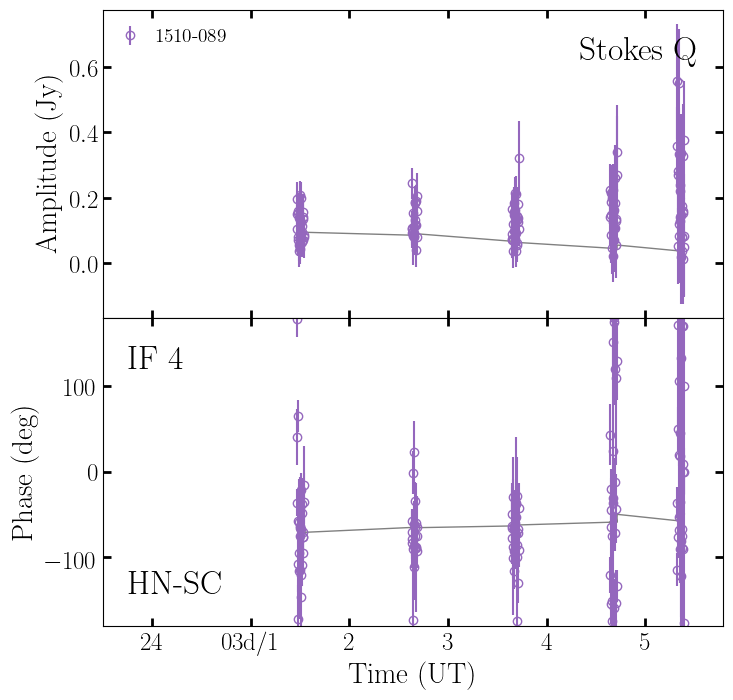 1510-089
Stokes Q
Amplitude (Jy)
0.6
0.4
0.2
0.0
IF 4
Phase (deg)
100
0
−100
HN-SC
24 03d/1 2 3 4 5
Time (UT)